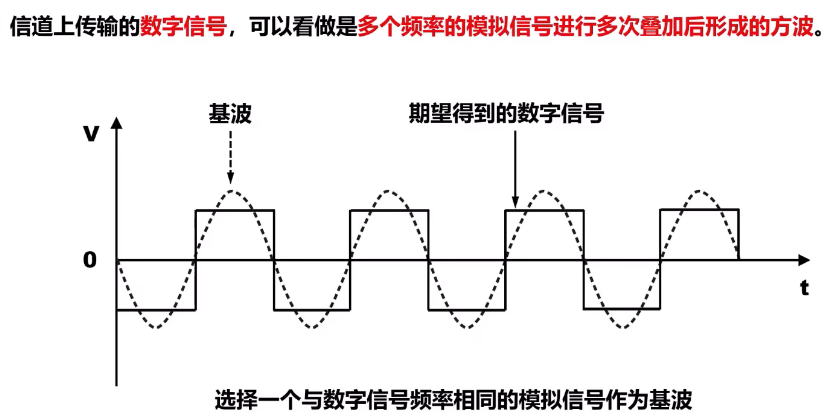 信道上传输的数字信号，可以看做是多个频率的模拟信号进行多次叠加后形成的方波。
基波 期望得到的数字信号
V
0
t
选择一个与数字信号频率相同的模拟信号作为基波